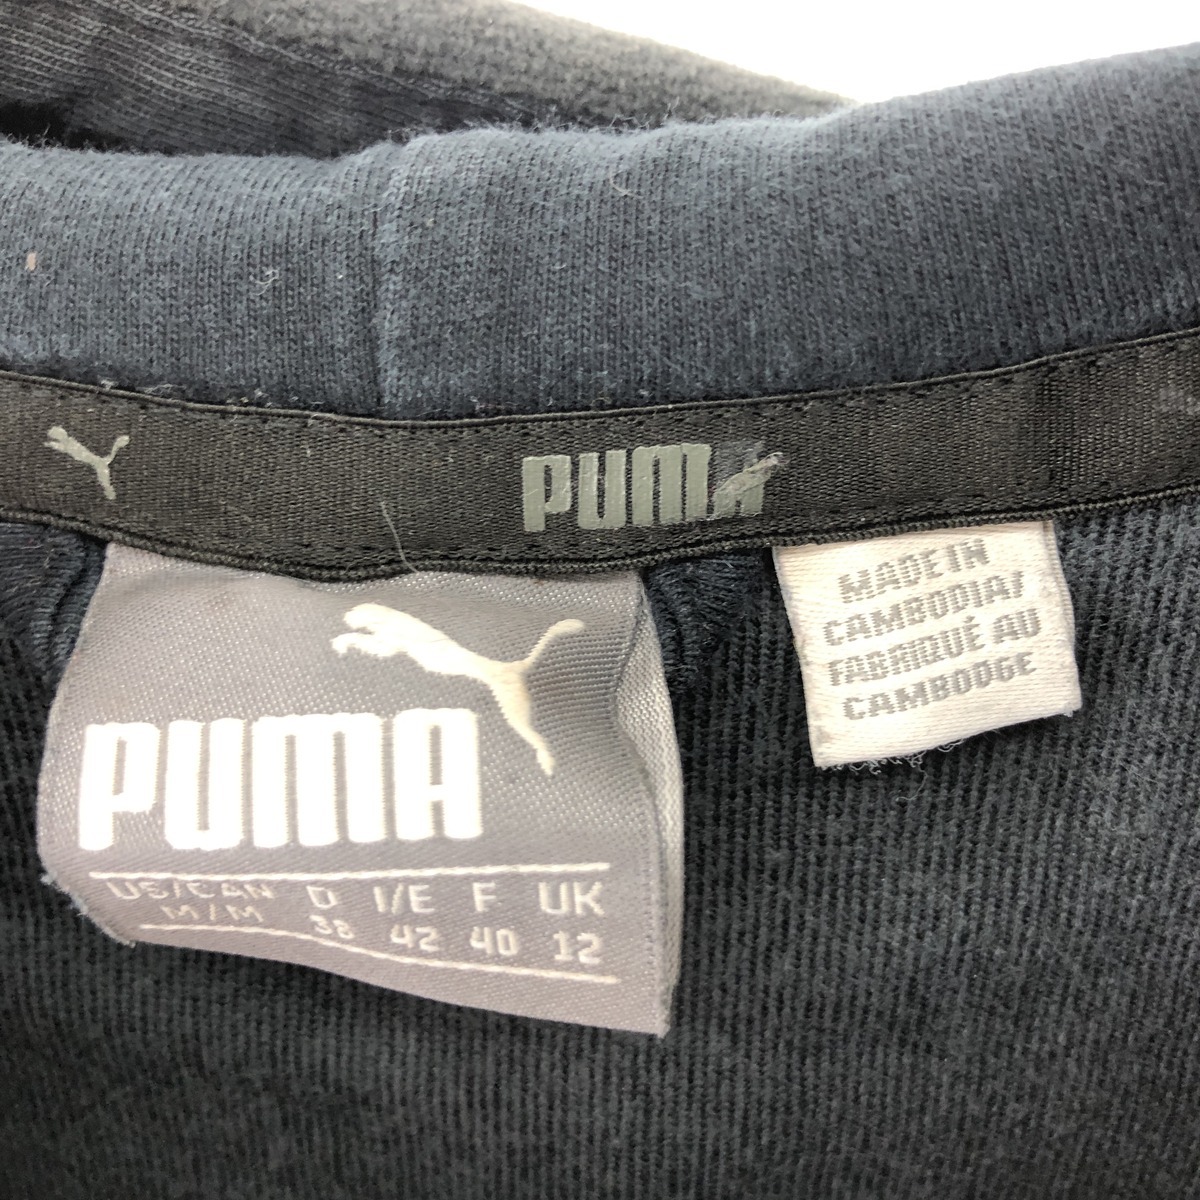 PUMA
MADE IN
CAMBODIA/
FABRIQUÉ AU
CAMBODGE
PUMA
US/CAN D I/E F UK
M/M 38 42 40 12